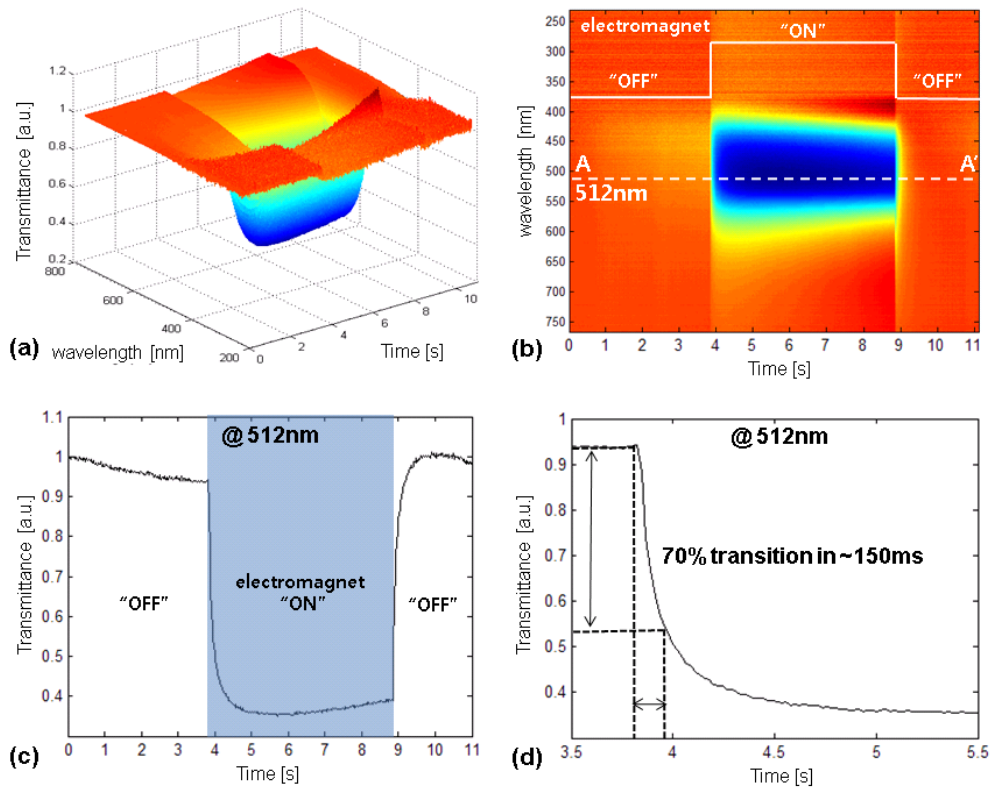 1.2
1
0.8
0.6
0.4
0.2
Transmittance [a.u.]
800
600
400
200
wavelength [nm]
0
2
4
6
8
10
Time [s]
(a)
electromagnet
"ON"
"OFF"
"OFF"
250
300
350
400
450
500
550
600
650
700
750
wavelength [nm]
A
A'
512nm
0 1 2 3 4 5 6 7 8 9 10 11
Time [s]
(b)
1.1
1
0.9
0.8
0.7
0.6
0.5
0.4
Transmittance [a.u.]
@ 512nm
electromagnet
"ON"
"OFF"
"OFF"
0 1 2 3 4 5 6 7 8 9 10 11
Time [s]
(c)
1
0.9
0.8
0.7
0.6
0.5
0.4
Transmittance [a.u.]
@ 512nm
70% transition in ~150ms
3.5 4 4.5 5 5.5
Time [s]
(d)